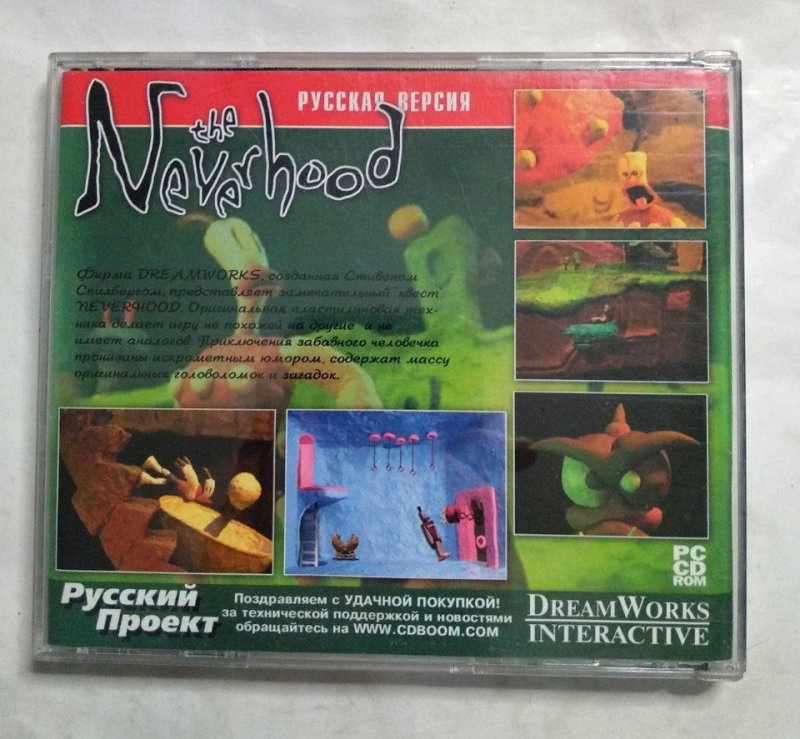 the
Neverhood
РУССКАЯ ВЕРСИЯ
Фирма DREAMWORKS, созданная Стивеном
Спилбергом, представляет замечательный "квест"
NEVERHOOD. Оригинальная пластилиновая тех-
ника делает игру не похожей на другие и не
имеет аналогов. Приключения забавного человечка
пронизаны искрометным юмором, содержат массу
оригинальных головоломок и загадок.
PC
CD
ROM
Русский
Проект
Поздравляем с УДАЧНОЙ ПОКУПКОЙ!
за технической поддержкой и новостями
обращайтесь на WWW.CDBOOM.COM
DREAMWORKS
INTERACTIVE